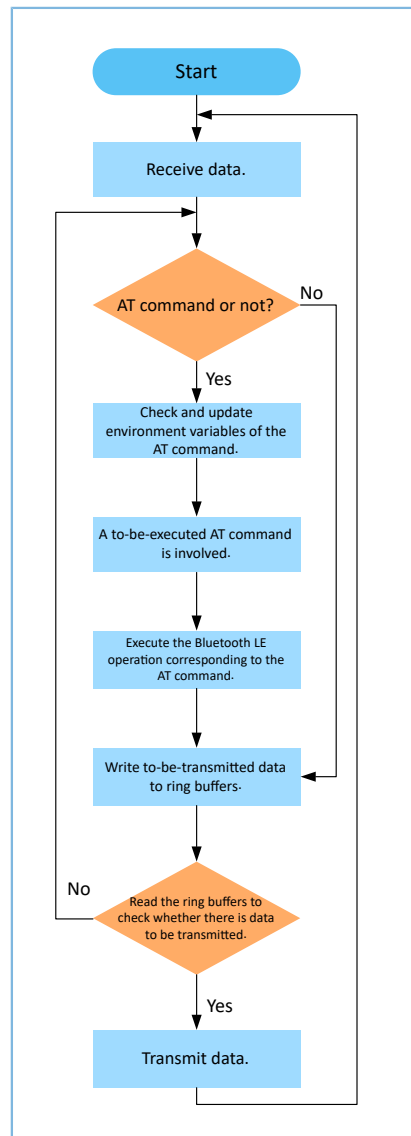 Start
Receive data.
AT command or not?
No
Yes
Check and update
environment variables of the
AT command.
A to-be-executed AT command
is involved.
Execute the Bluetooth LE
operation corresponding to the
AT command.
Write to-be-transmitted data
to ring buffers.
No
Read the ring buffers to
check whether there is data
to be transmitted.
Yes
Transmit data.